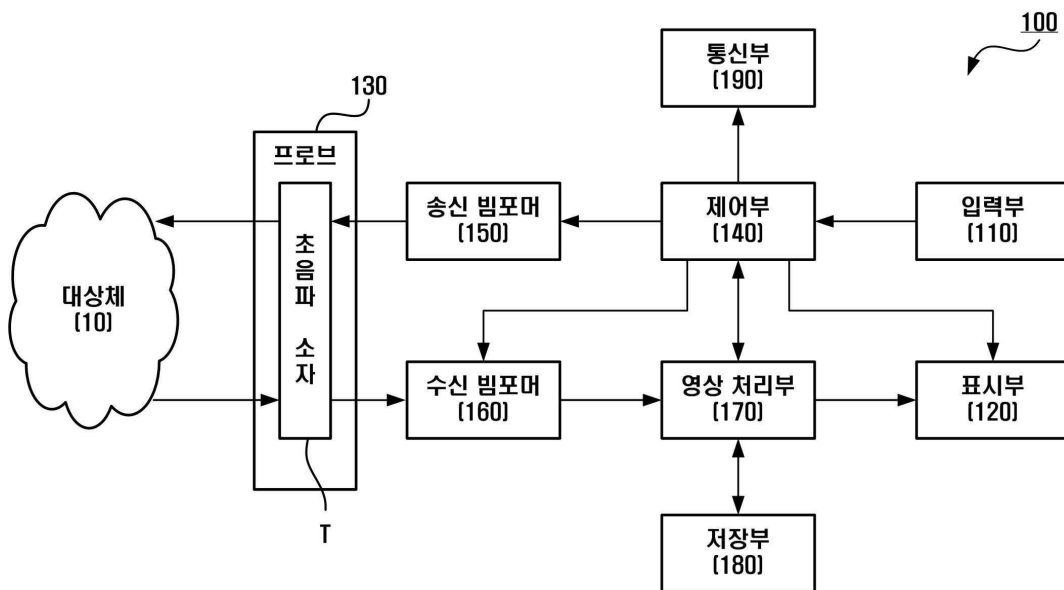 100
통신부
(190)
130
프로브
초음파 소자
송신 빔포머
(150)
제어부
(140)
입력부
(110)
대상체
(10)
수신 빔포머
(160)
영상 처리부
(170)
표시부
(120)
T
저장부
(180)